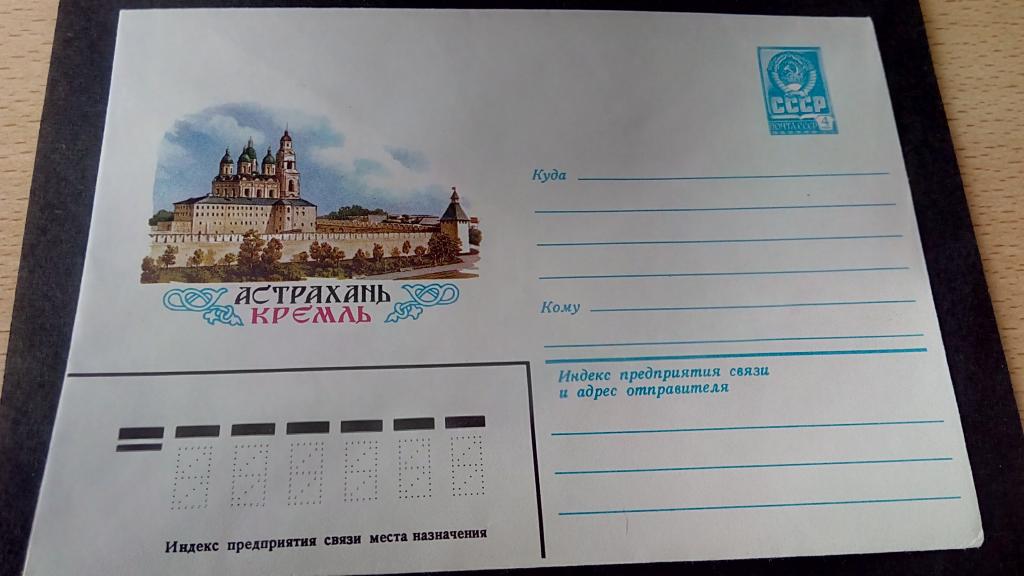 СССР
ПОЧТА СССР 4
АСТРАХАНЬ
КРЕМЛЬ
Куда
Кому
Индекс предприятия связи
и адрес отправителя
Индекс предприятия связи места назначения